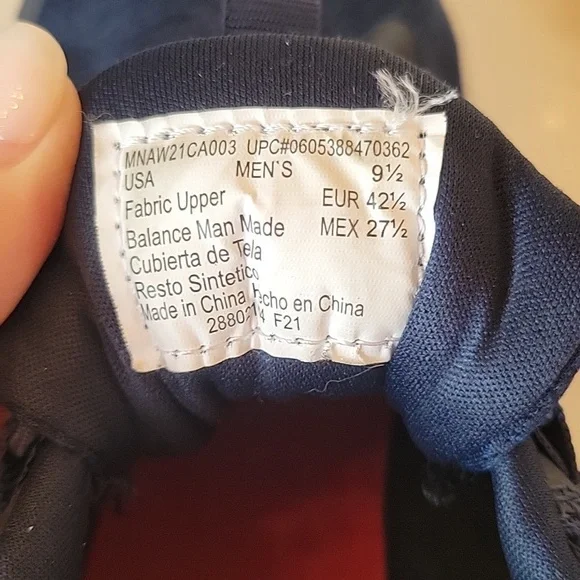 MNAW21CA003 UPC#0605388470362
USA MEN'S 9½
Fabric Upper EUR 42½
Balance Man Made MEX 27½
Cubierta de Tela
Resto Sintetico
Made in China Hecho en China
F21